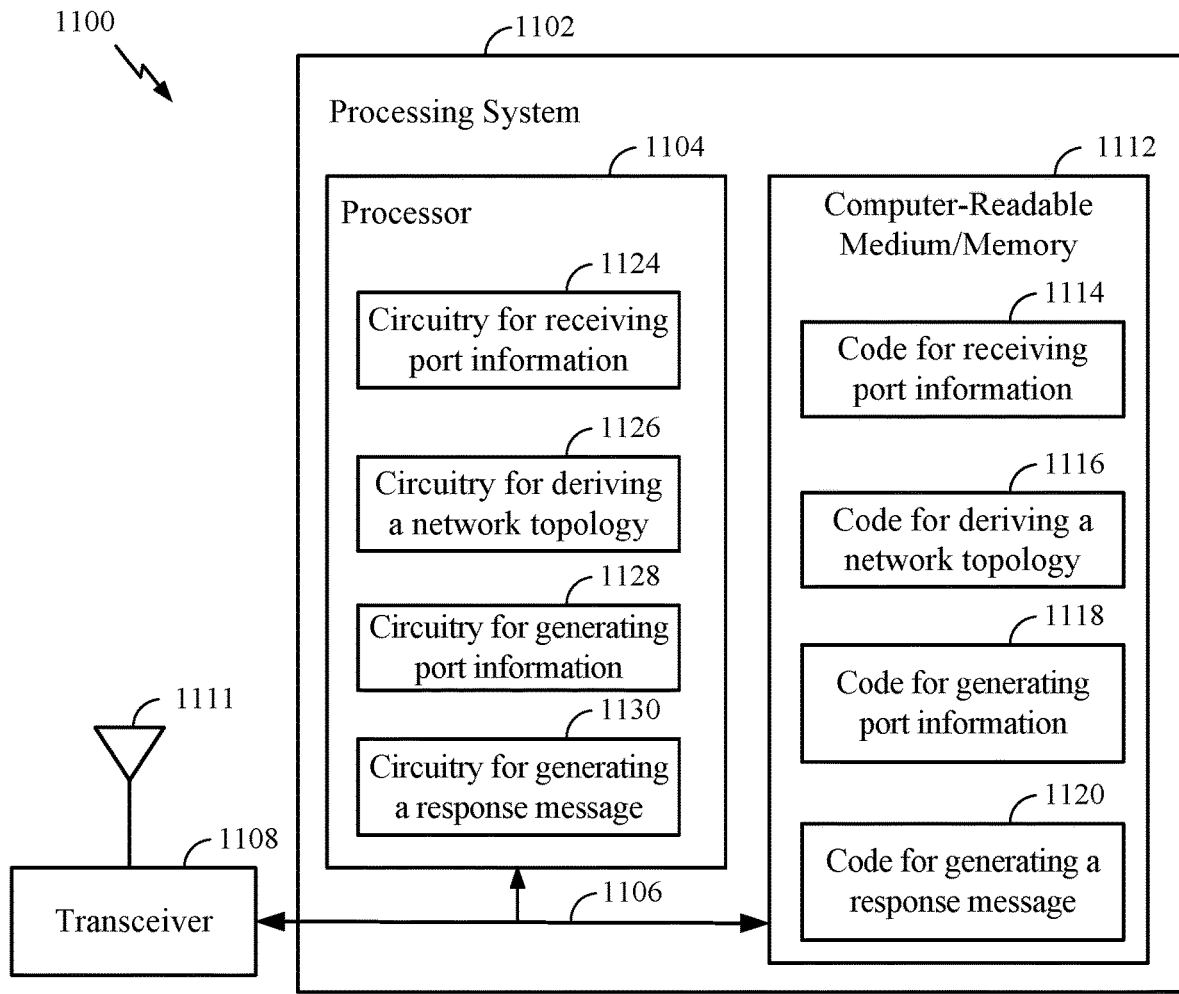 1100
1102
Processing System
1104
Processor
1124
Circuitry for receiving
port information
1126
Circuitry for deriving
a network topology
1128
Circuitry for generating
port information
1130
Circuitry for generating
a response message
1112
Computer-Readable
Medium/Memory
1114
Code for receiving
port information
1116
Code for deriving a
network topology
1118
Code for generating
port information
1120
Code for generating a
response message
1111
1108
Transceiver
1106